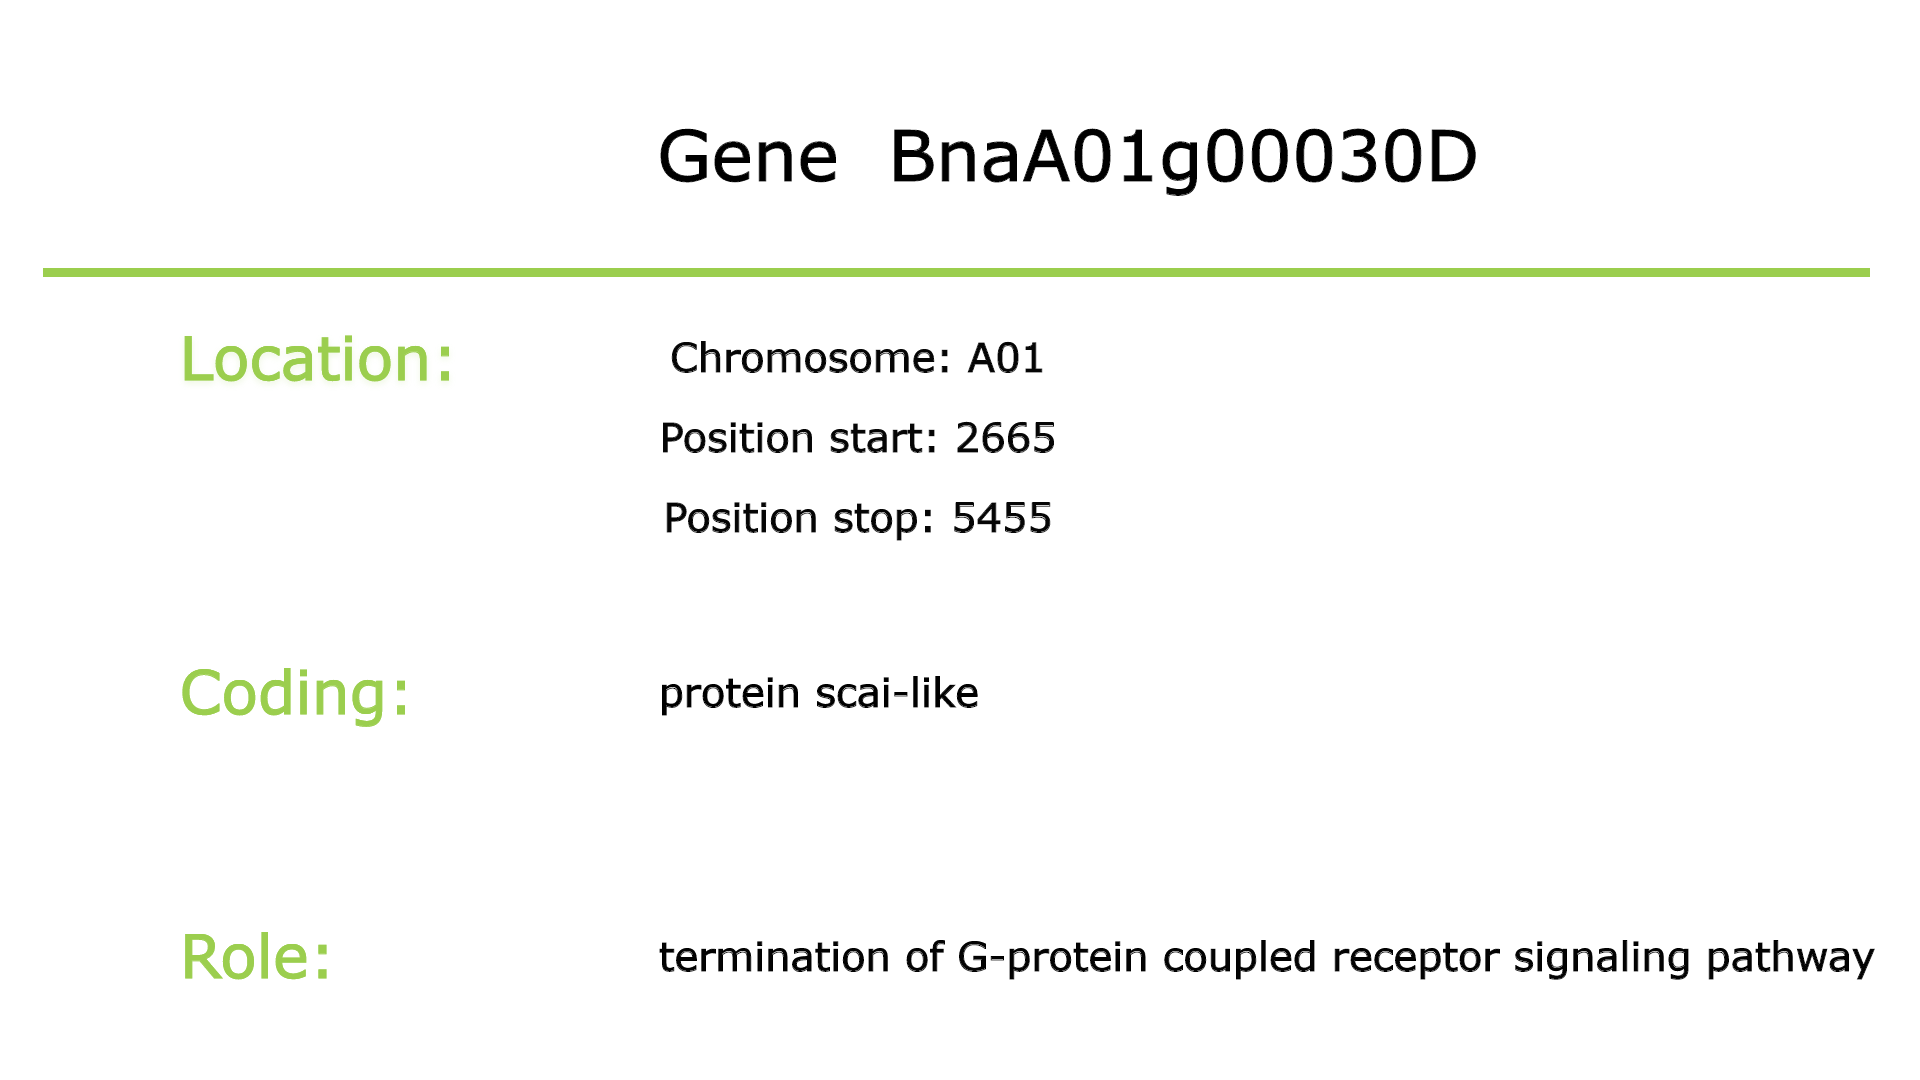 Gene  BnaA01g00030D
Location:
Chromosome: A01
Position start: 2665
Position stop: 5455
Coding:
protein scai-like
Role:
termination of G-protein coupled receptor signaling pathway